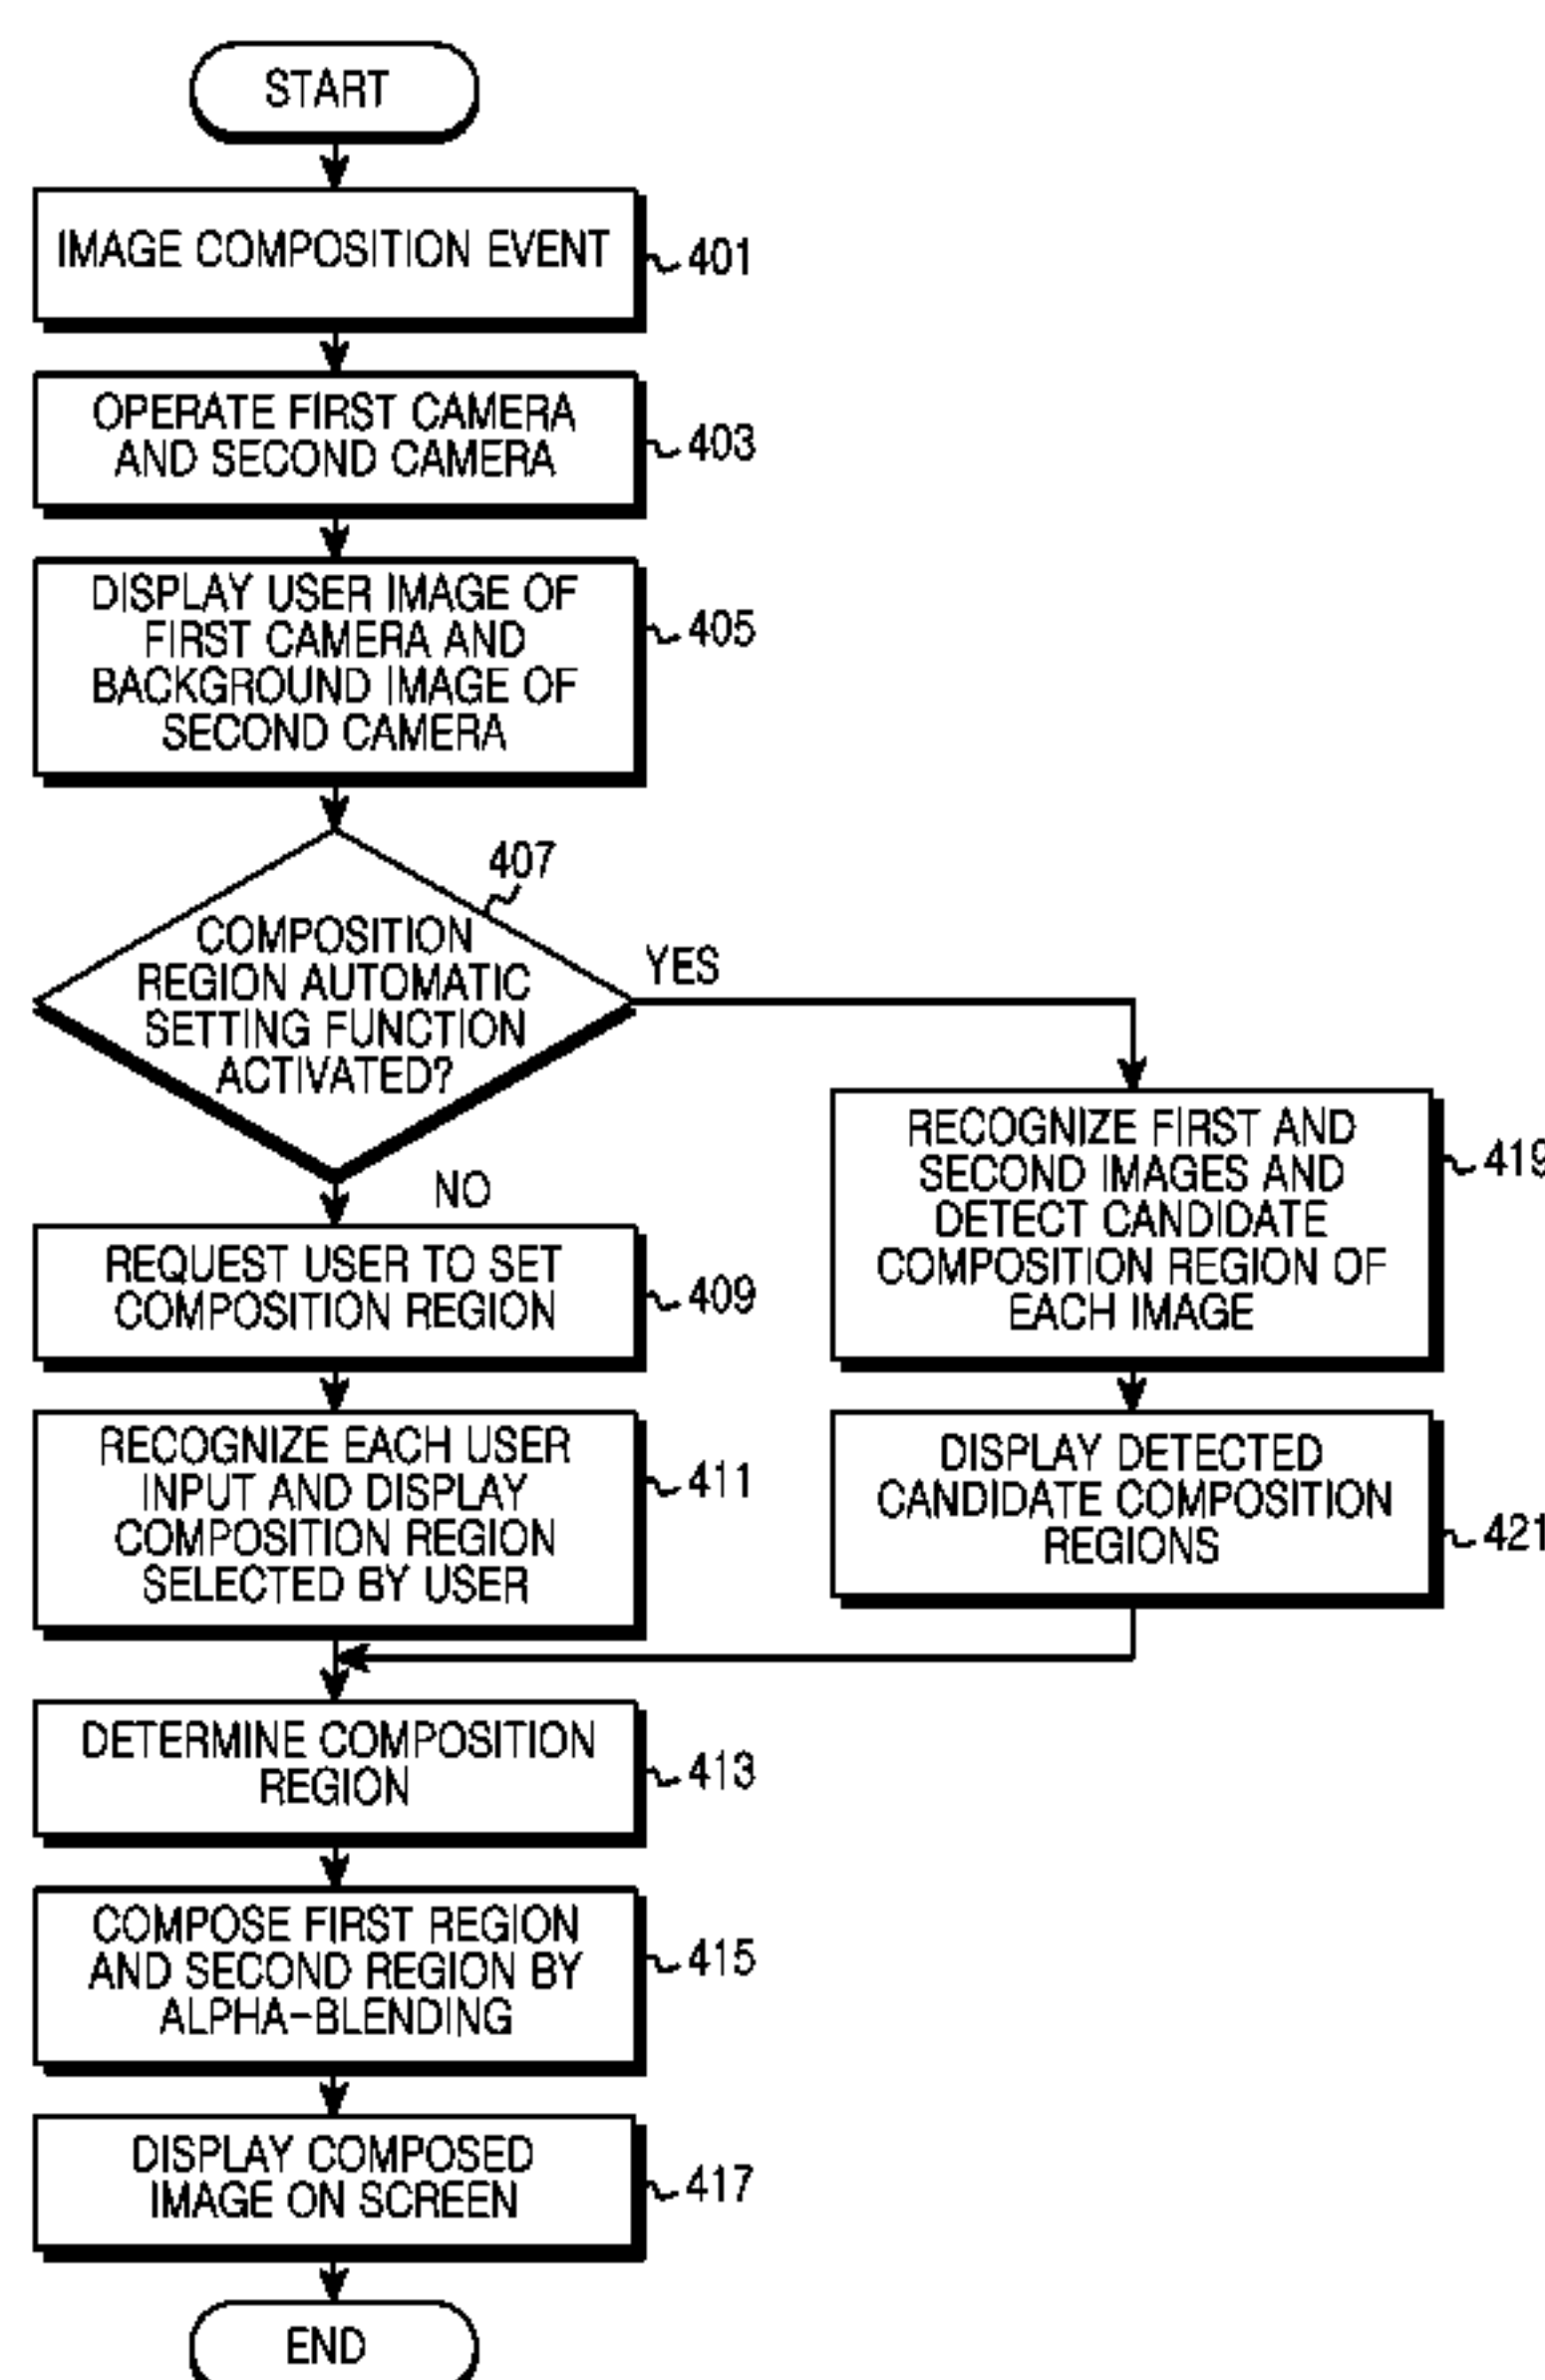 START
IMAGE COMPOSITION EVENT
401
OPERATE FIRST CAMERA
AND SECOND CAMERA
403
DISPLAY USER IMAGE OF
FIRST CAMERA AND
BACKGROUND IMAGE OF
SECOND CAMERA
405
407
COMPOSITION
REGION AUTOMATIC
SETTING FUNCTION
ACTIVATED?
YES
NO
REQUEST USER TO SET
COMPOSITION REGION
409
RECOGNIZE EACH USER
INPUT AND DISPLAY
COMPOSITION REGION
SELECTED BY USER
411
RECOGNIZE FIRST AND
SECOND IMAGES AND
DETECT CANDIDATE
COMPOSITION REGION OF
EACH IMAGE
419
DISPLAY DETECTED
CANDIDATE COMPOSITION
REGIONS
421
DETERMINE COMPOSITION
REGION
413
COMPOSE FIRST REGION
AND SECOND REGION BY
ALPHA-BLENDING
415
DISPLAY COMPOSED
IMAGE ON SCREEN
417
END